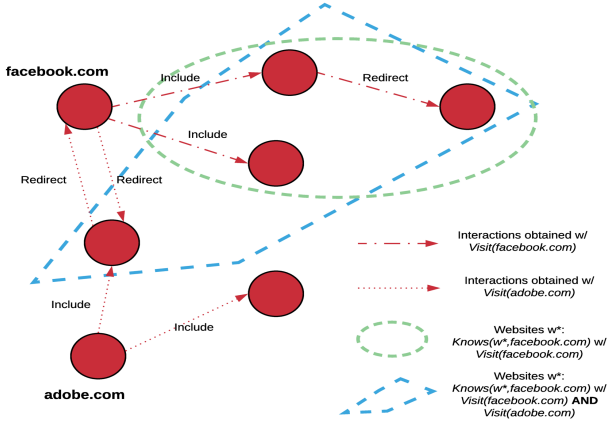 facebook.com
Include
Redirect
Include
Redirect
Redirect
Include
Include
adobe.com
Interactions obtained w/
Visit(facebook.com)
Interactions obtained w/
Visit(adobe.com)
Websites w*:
Knows(w*,facebook.com) w/
Visit(facebook.com)
Websites w*:
Knows(w*,facebook.com) w/
Visit(facebook.com) AND
Visit(adobe.com)